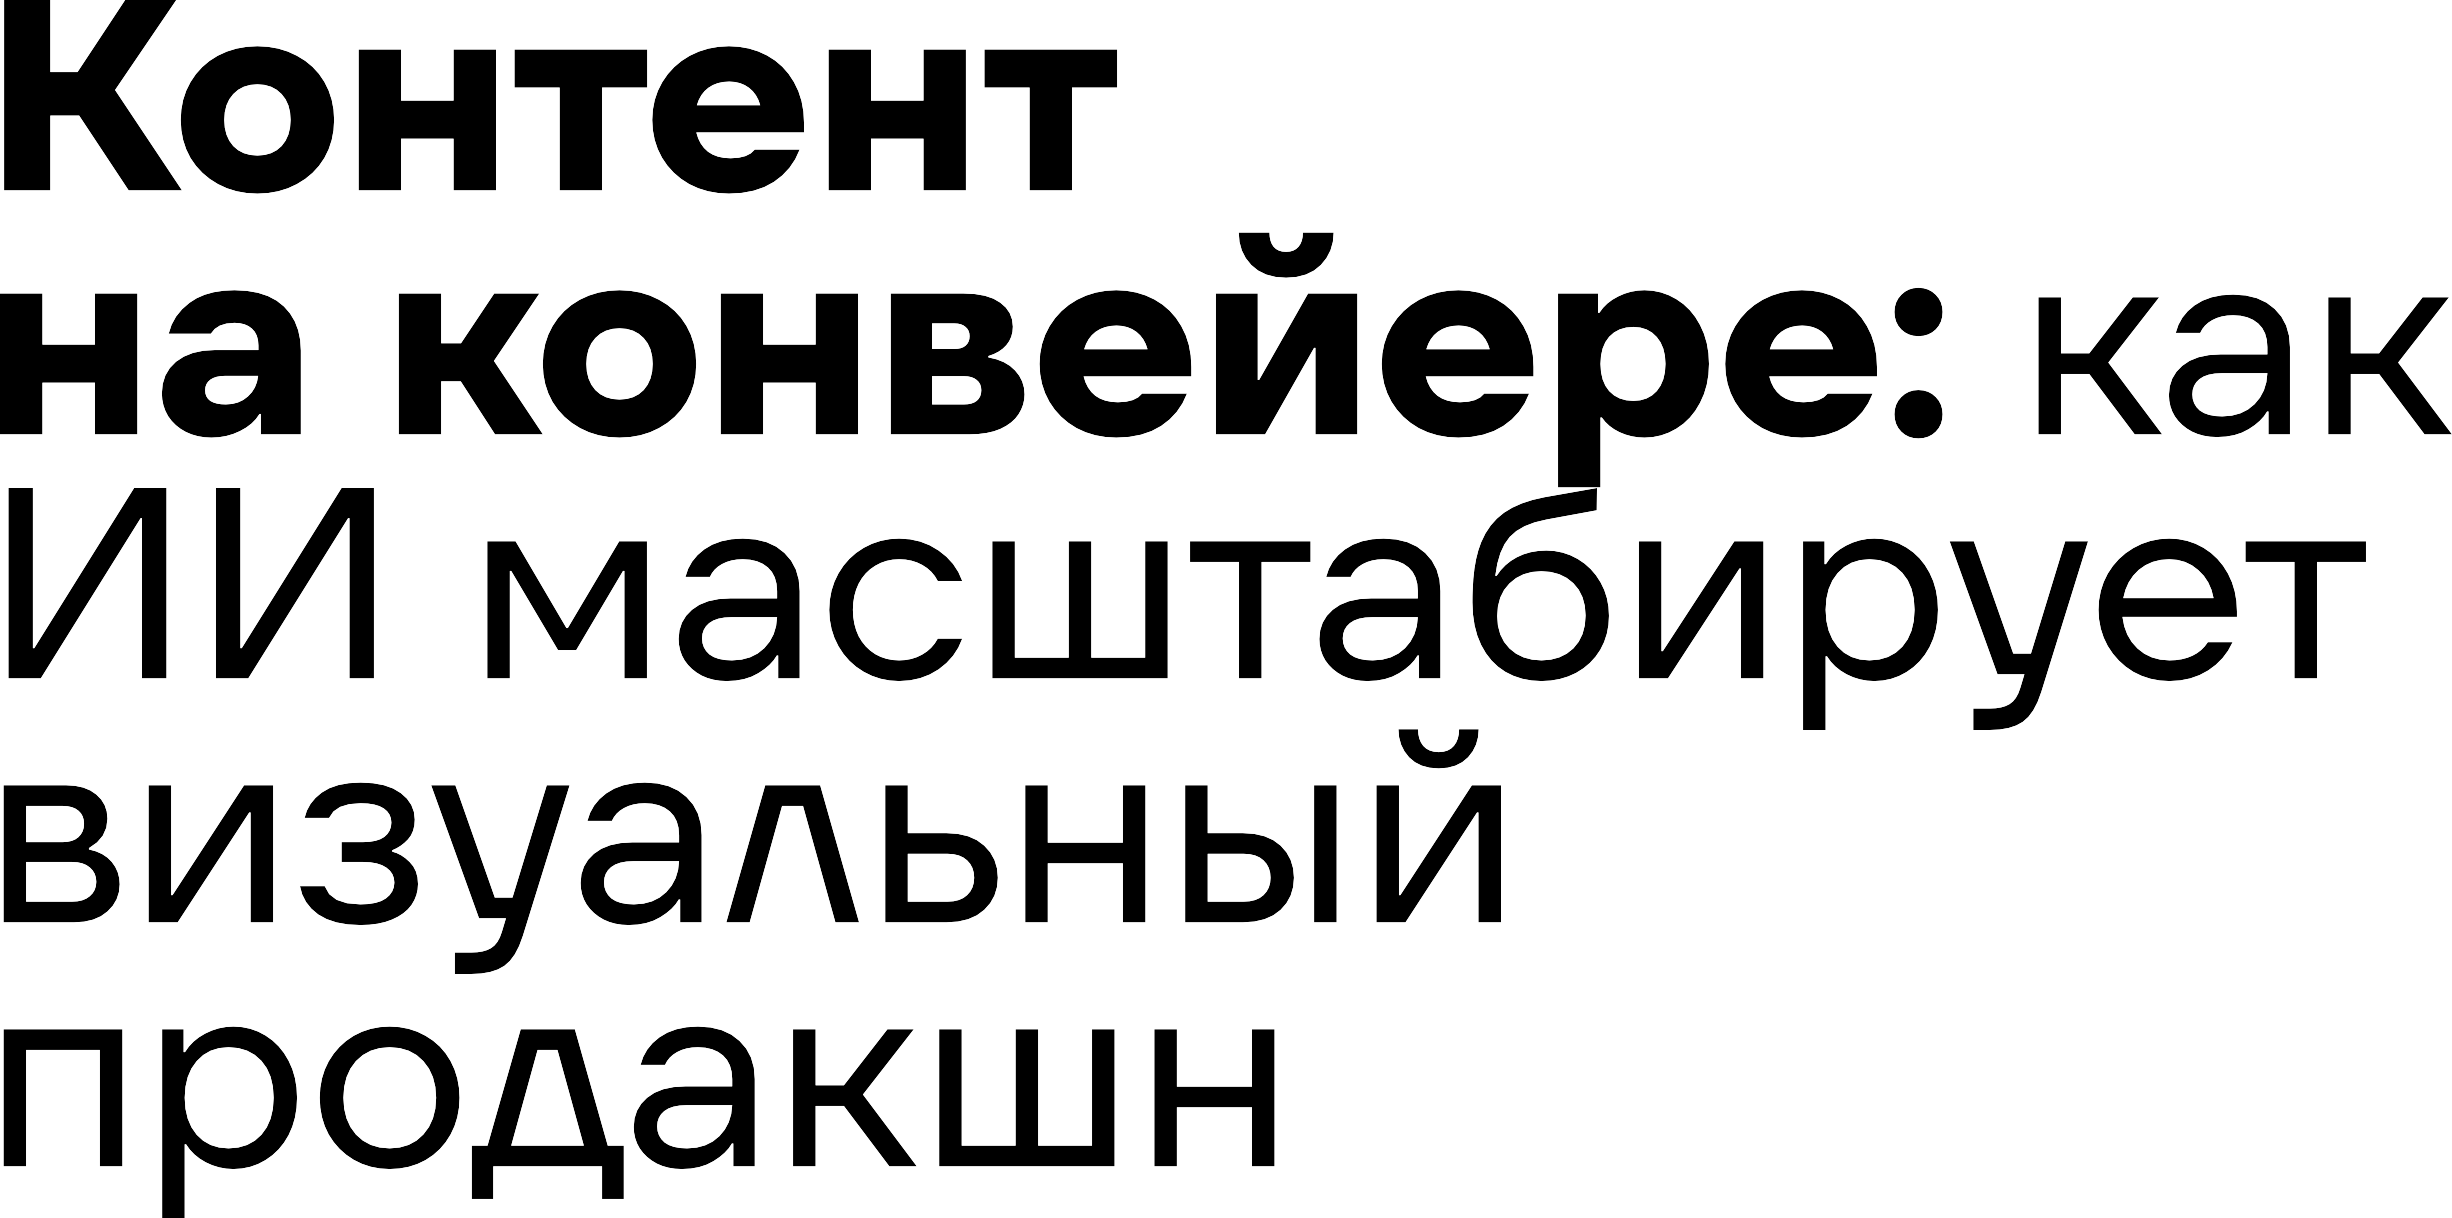 Контент
на конвейере: как
ИИ масштабирует
визуальный
продакшн